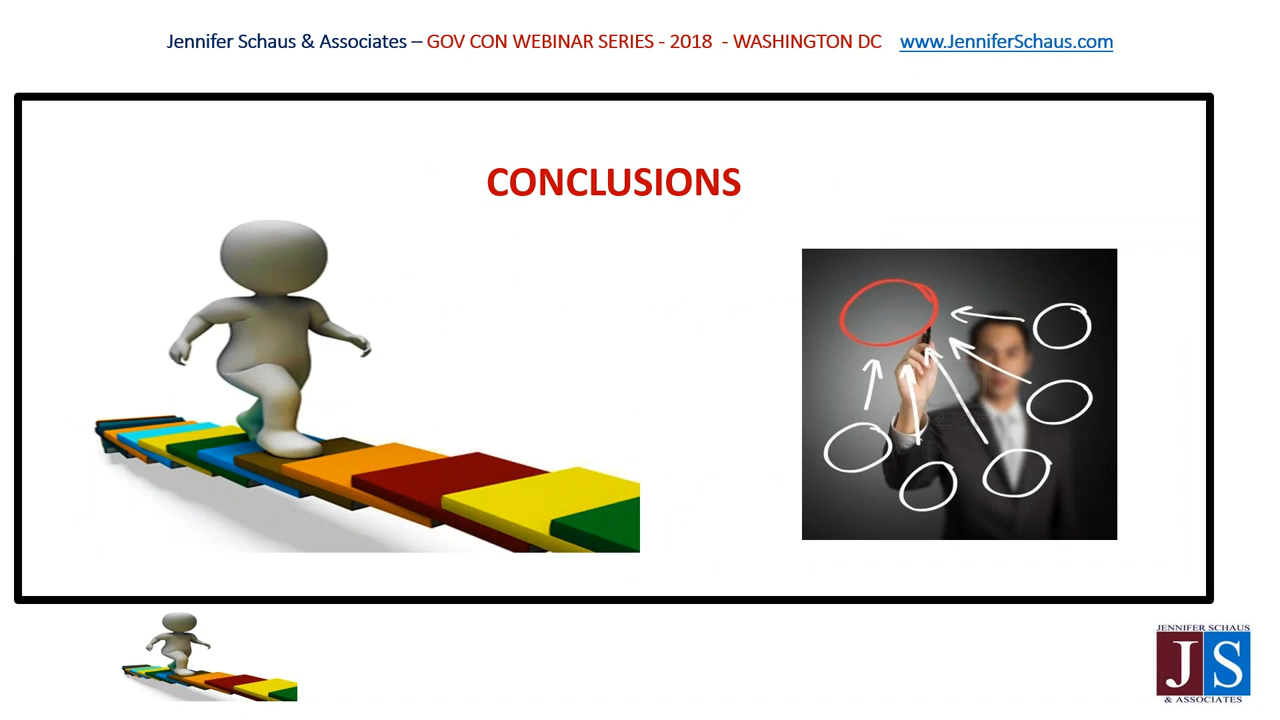 Jennifer Schaus & Associates – GOV CON WEBINAR SERIES - 2018 - WASHINGTON DC www.JenniferSchaus.com
CONCLUSIONS
JENNIFER SCHAUS
JS
& ASSOCIATES